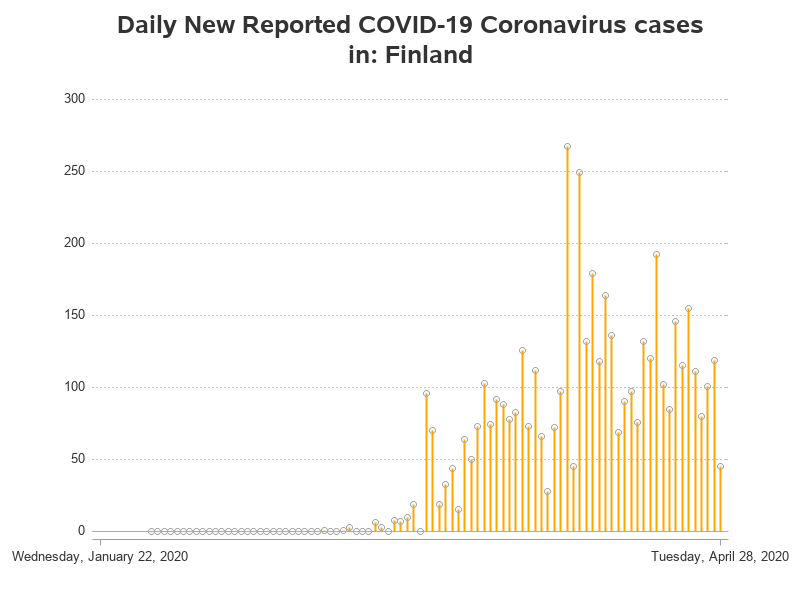 Daily New Reported COVID-19 Coronavirus cases
in: Finland
300
250
200
150
100
50
0
Wednesday, January 22, 2020
Tuesday, April 28, 2020